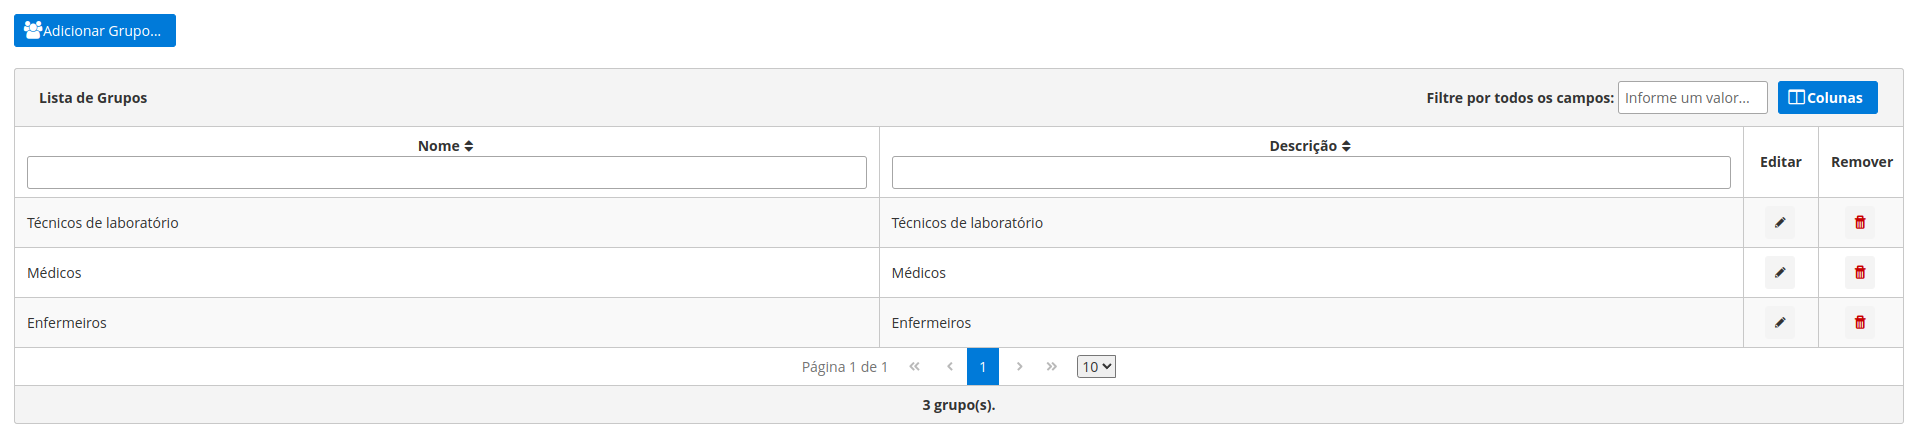 Adicionar Grupo...
Lista de Grupos Filtre por todos os campos: Informe um valor... Colunas
Nome Descrição Editar Remover
Técnicos de laboratório Técnicos de laboratório
Médicos Médicos
Enfermeiros Enfermeiros
Página 1 de 1 1 10
3 grupo(s).